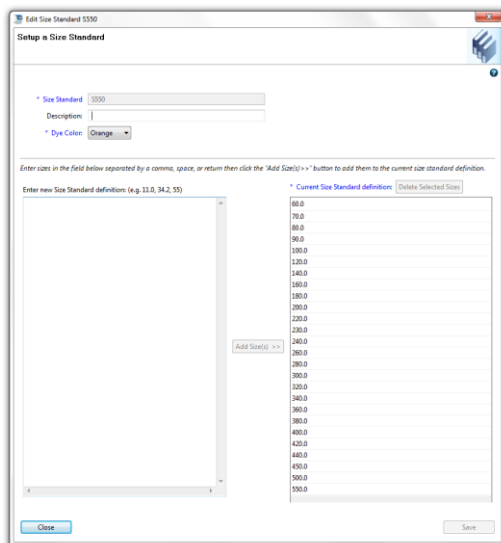 Edit Size Standard S550
Setup a Size Standard
* Size Standard S550
Description:
* Dye Color: Orange
Enter sizes in the field below separated by a comma, space, or return then click the "Add Size(s)>>" button to add them to the current size standard definition.
Enter new Size Standard definition: (e.g. 11.0, 34.2, 55)
* Current Size Standard definition: Delete Selected Sizes
60.0
70.0
80.0
90.0
100.0
120.0
140.0
160.0
180.0
200.0
220.0
230.0
240.0
260.0
280.0
300.0
320.0
340.0
360.0
380.0
400.0
420.0
440.0
450.0
500.0
550.0
Add Size(s) >>
Close
Save